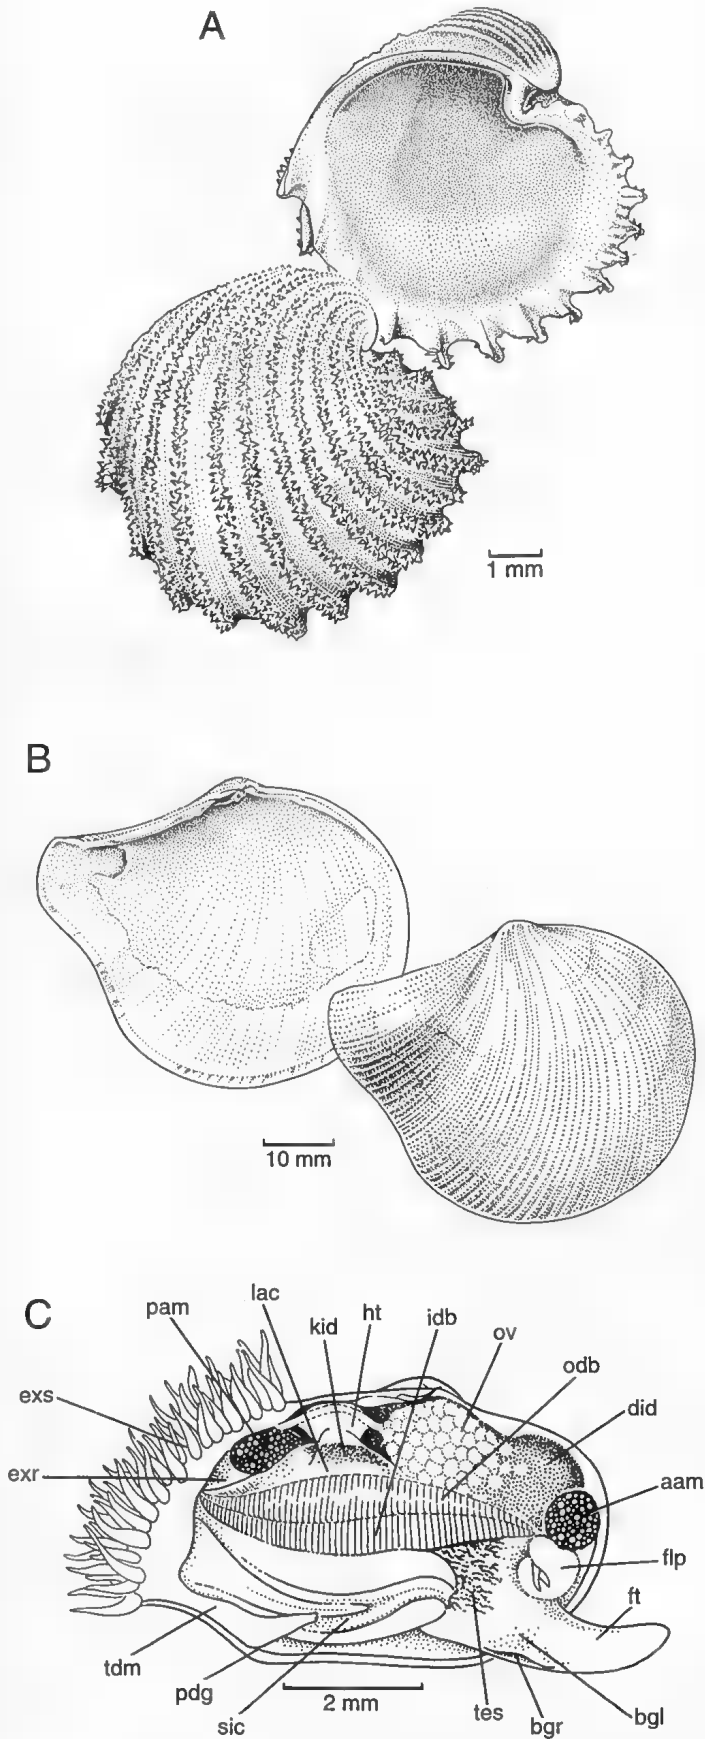 A
1 mm
B
10 mm
C
pam
lac
kid
ht
idb
ov
odb
did
aam
flp
ft
exs
exr
tdm
pdg
sic
2 mm
tes
bgr
bgl